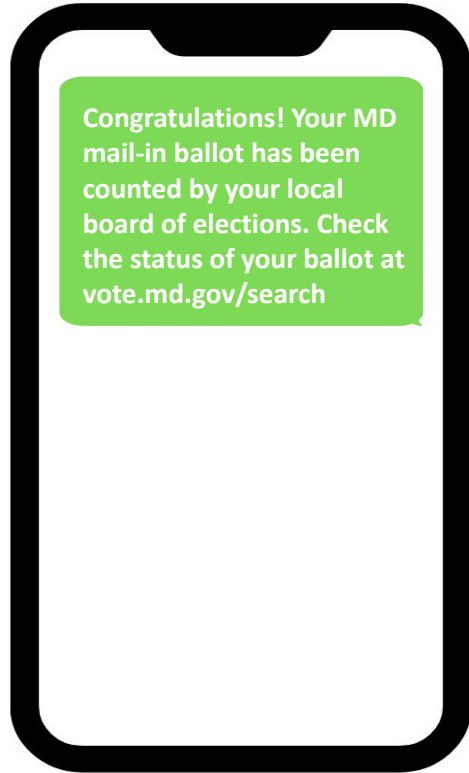 Congratulations! Your MD
mail-in ballot has been
counted by your local
board of elections. Check
the status of your ballot at
vote.md.gov/search